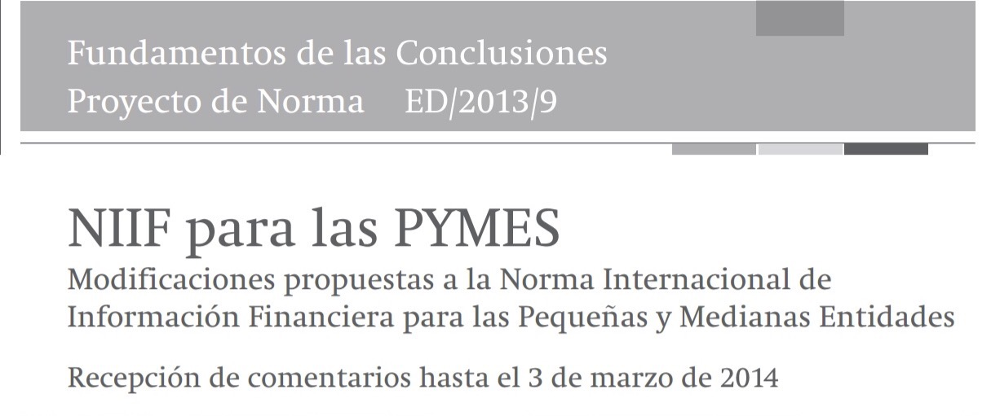 Fundamentos de las Conclusiones
Proyecto de Norma ED/2013/9
NIIF para las PYMES
Modificaciones propuestas a la Norma Internacional de
Información Financiera para las Pequeñas y Medianas Entidades
Recepción de comentarios hasta el 3 de marzo de 2014